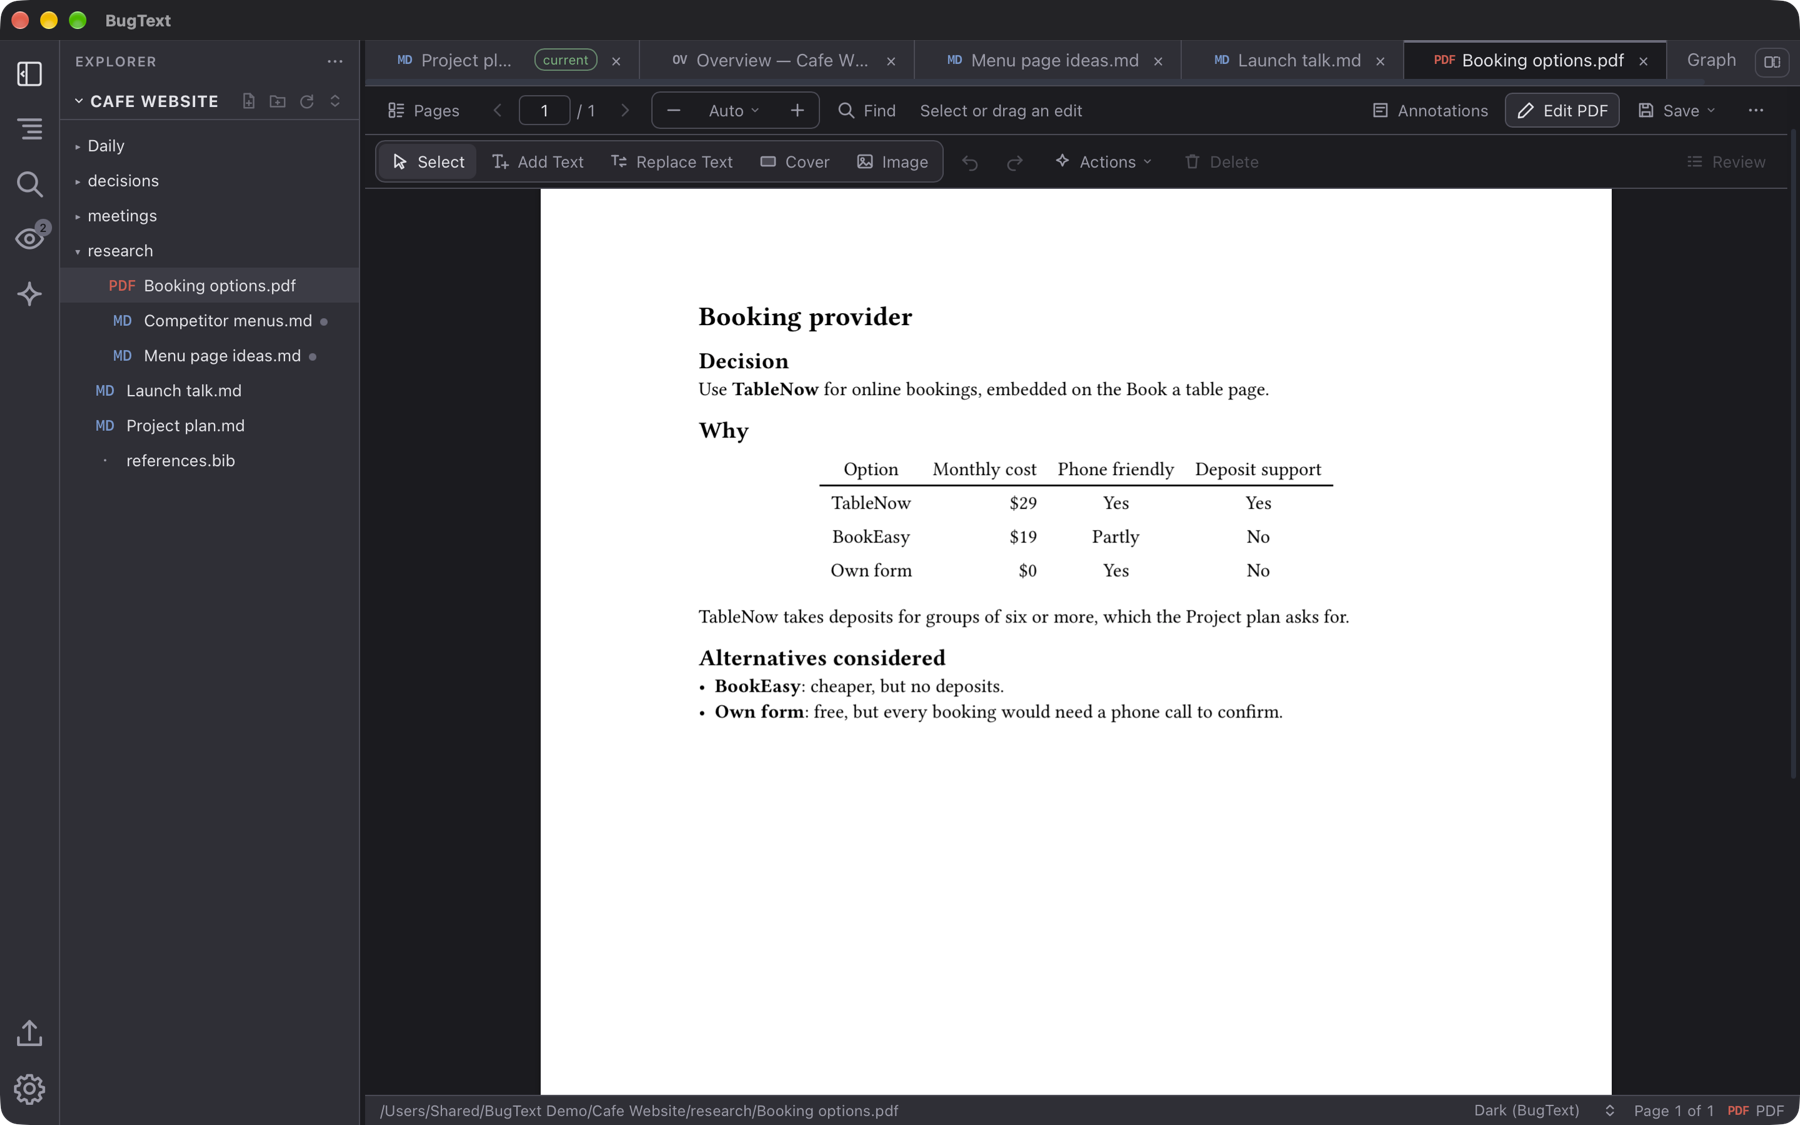 BugText
EXPLORER
CAFE WEBSITE
Daily
decisions
meetings
research
PDF Booking options.pdf
MD Competitor menus.md
MD Menu page ideas.md
MD Launch talk.md
MD Project plan.md
references.bib
2
MD Project pl... current
OV Overview — Cafe W...
MD Menu page ideas.md
MD Launch talk.md
PDF Booking options.pdf
Graph
Pages 1 / 1 Auto Find Select or drag an edit Annotations Edit PDF Save
Select Add Text Replace Text Cover Image Actions Delete Review
Booking provider
Decision
Use TableNow for online bookings, embedded on the Book a table page.
Why
Option Monthly cost Phone friendly Deposit support
TableNow $29 Yes Yes
BookEasy $19 Partly No
Own form $0 Yes No
TableNow takes deposits for groups of six or more, which the Project plan asks for.
Alternatives considered
• BookEasy: cheaper, but no deposits.
• Own form: free, but every booking would need a phone call to confirm.
/Users/Shared/BugText Demo/Cafe Website/research/Booking options.pdf
Dark (BugText) Page 1 of 1 PDF PDF